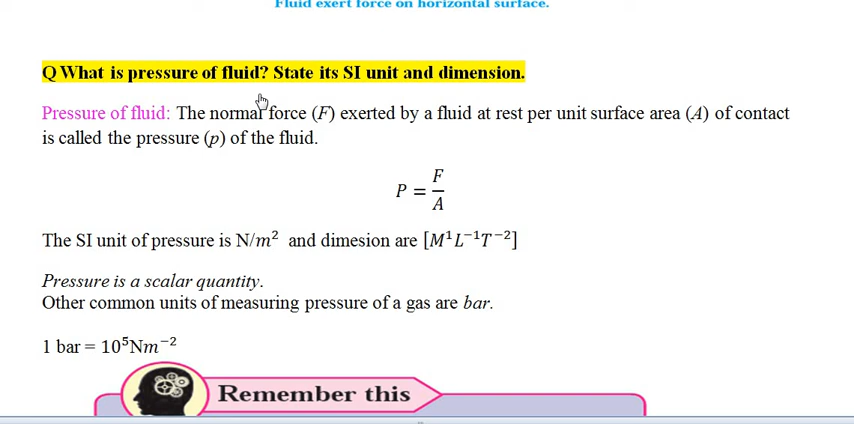 Fluid exert force on horizontal surface.
Q What is pressure of fluid? State its SI unit and dimension.
Pressure of fluid: The normal force (F) exerted by a fluid at rest per unit surface area (A) of contact
is called the pressure (p) of the fluid.
P = F/A
The SI unit of pressure is N/m² and dimesion are [M¹L⁻¹T⁻²]
Pressure is a scalar quantity.
Other common units of measuring pressure of a gas are bar.
1 bar = 10⁵Nm⁻²
Remember this